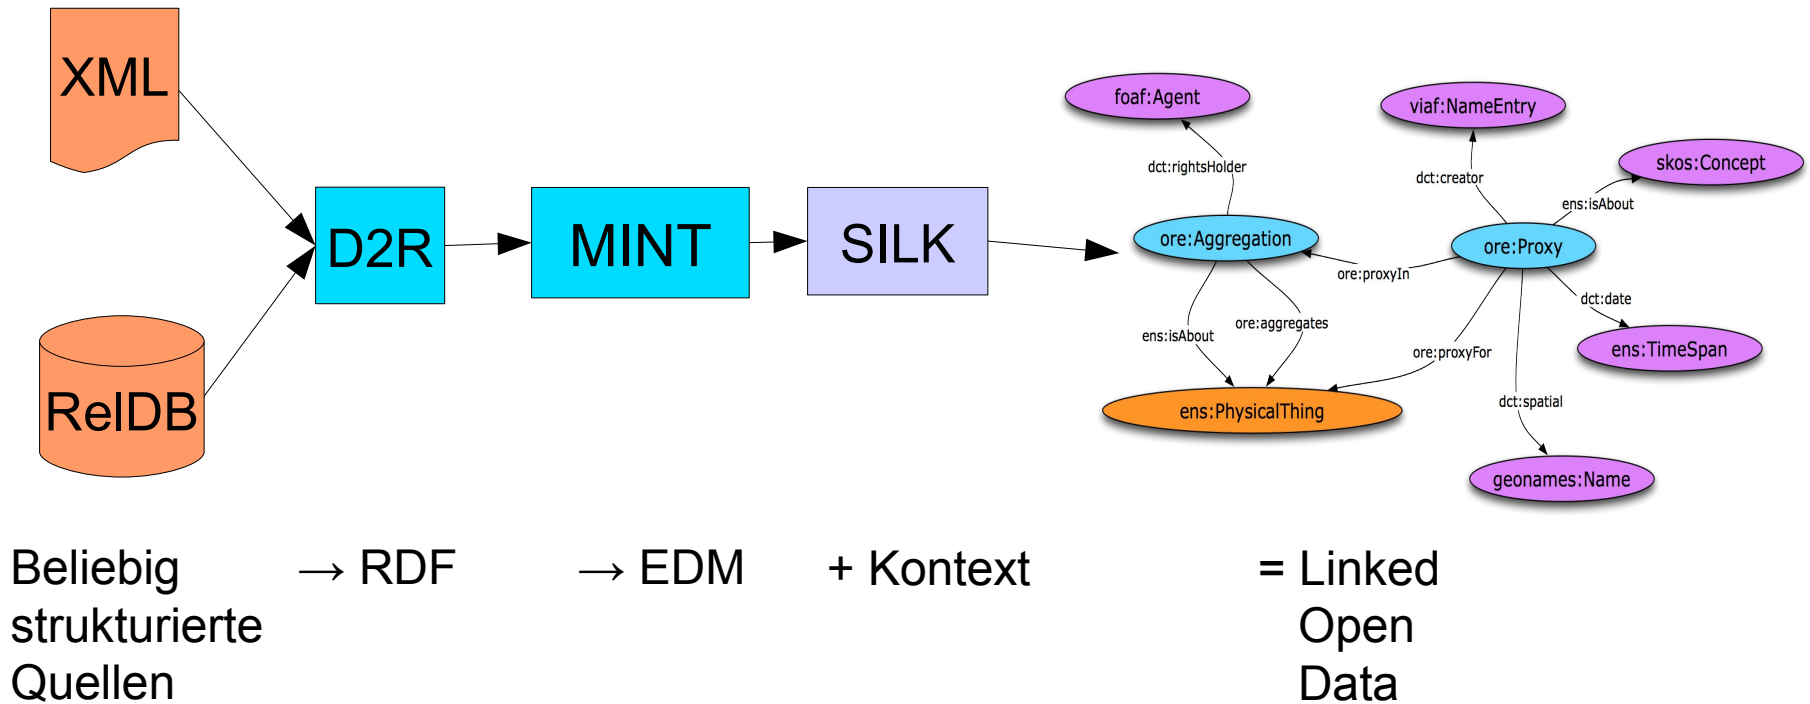 XML
RelDB
D2R
MINT
SILK
foaf:Agent
viaf:NameEntry
skos:Concept
dct:rightsHolder
dct:creator
ens:isAbout
ore:Aggregation
ore:Proxy
ore:proxyIn
dct:date
ens:isAbout
ore:aggregates
ore:proxyFor
ens:TimeSpan
ens:PhysicalThing
dct:spatial
geonames:Name
Beliebig
strukturierte
Quellen
→ RDF
→ EDM
+ Kontext
= Linked
Open
Data